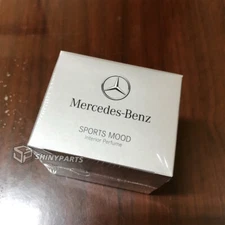 Mercedes-Benz
SPORTS MOOD
Interior Perfume
SHINYPARTS